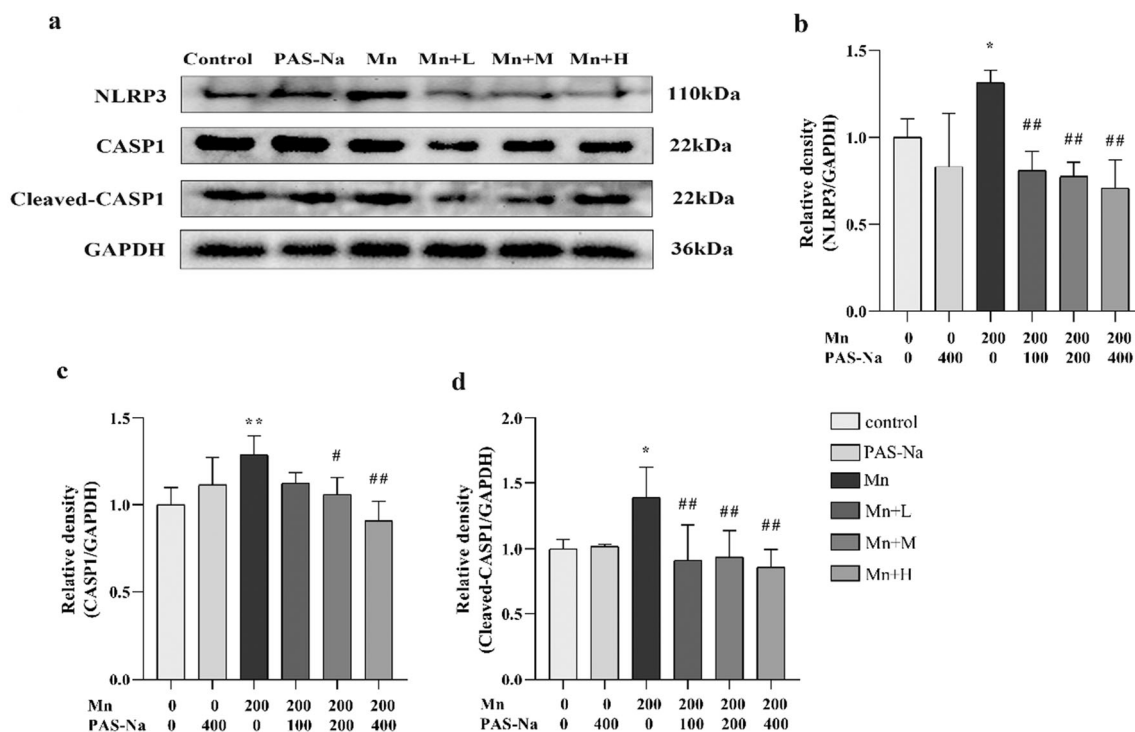 a
Control PAS-Na Mn Mn+L Mn+M Mn+H
NLRP3 110kDa
CASP1 22kDa
Cleaved-CASP1 22kDa
GAPDH 36kDa
b
Relative density
(NLRP3/GAPDH)
1.5
1.0
0.5
0.0
*
##
##
##
Mn 0 0 200 200 200 200
PAS-Na 0 400 0 100 200 400
c
Relative density
(CASP1/GAPDH)
1.5
1.0
0.5
0.0
**
#
##
Mn 0 0 200 200 200 200
PAS-Na 0 400 0 100 200 400
d
Relative density
(Cleaved-CASP1/GAPDH)
2.0
1.5
1.0
0.5
0.0
*
##
##
##
Mn 0 0 200 200 200 200
PAS-Na 0 400 0 100 200 400
control
PAS-Na
Mn
Mn+L
Mn+M
Mn+H